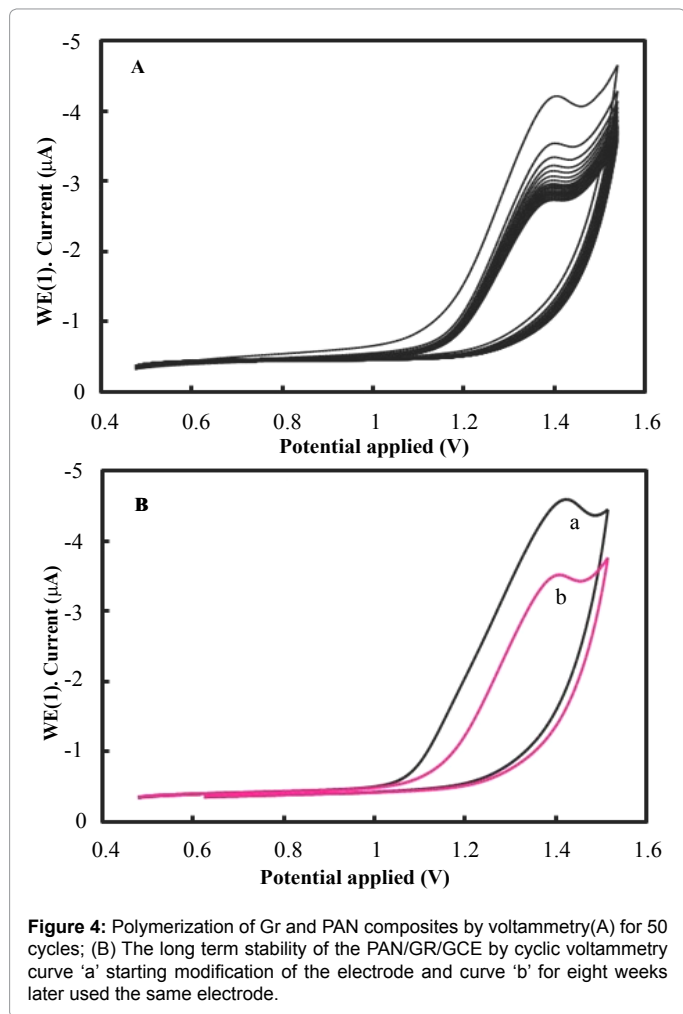 -5
A
-4
-3
-2
-1
0
WE(1). Current (µA)
0.4 0.6 0.8 1 1.2 1.4 1.6
Potential applied (V)
-5
B
a
-4
b
-3
-2
-1
0
WE(1). Current (µA)
0.4 0.6 0.8 1 1.2 1.4 1.6
Potential applied (V)
Figure 4: Polymerization of Gr and PAN composites by voltammetry(A) for 50
cycles; (B) The long term stability of the PAN/GR/GCE by cyclic voltammetry
curve ‘a’ starting modification of the electrode and curve ‘b’ for eight weeks
later used the same electrode.